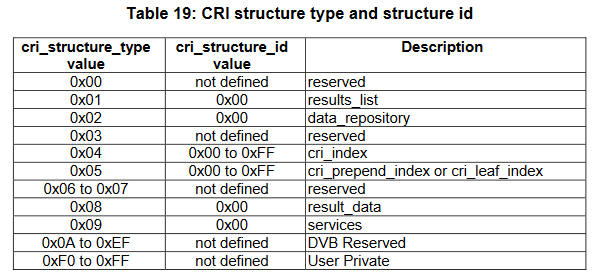 Table 19: CRI structure type and structure id
cri_structure_type value cri_structure_id value Description
0x00 not defined reserved
0x01 0x00 results_list
0x02 0x00 data_repository
0x03 not defined reserved
0x04 0x00 to 0xFF cri_index
0x05 0x00 to 0xFF cri_prepend_index or cri_leaf_index
0x06 to 0x07 not defined reserved
0x08 0x00 result_data
0x09 0x00 services
0x0A to 0xEF not defined DVB Reserved
0xF0 to 0xFF not defined User Private